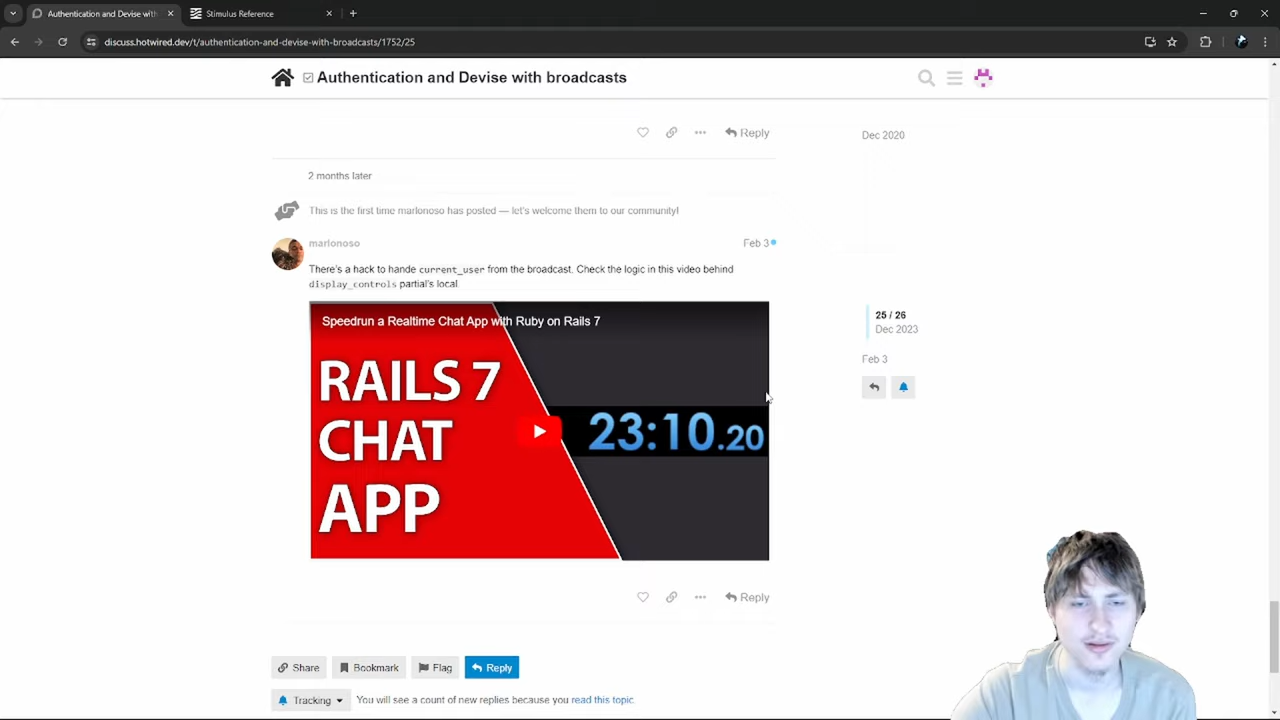 Authentication and Devise with
Stimulus Reference
discuss.hotwired.dev/t/authentication-and-devise-with-broadcasts/1752/25
Authentication and Devise with broadcasts
Reply
Dec 2020
2 months later
This is the first time marlonoso has posted — let's welcome them to our community!
marlonoso
Feb 3
There's a hack to hande current_user from the broadcast. Check the logic in this video behind
display_controls partial's local.
Speedrun a Realtime Chat App with Ruby on Rails 7
RAILS 7
CHAT
APP
23:10.20
25 / 26
Dec 2023
Feb 3
Reply
Share
Bookmark
Flag
Reply
Tracking
You will see a count of new replies because you read this topic.